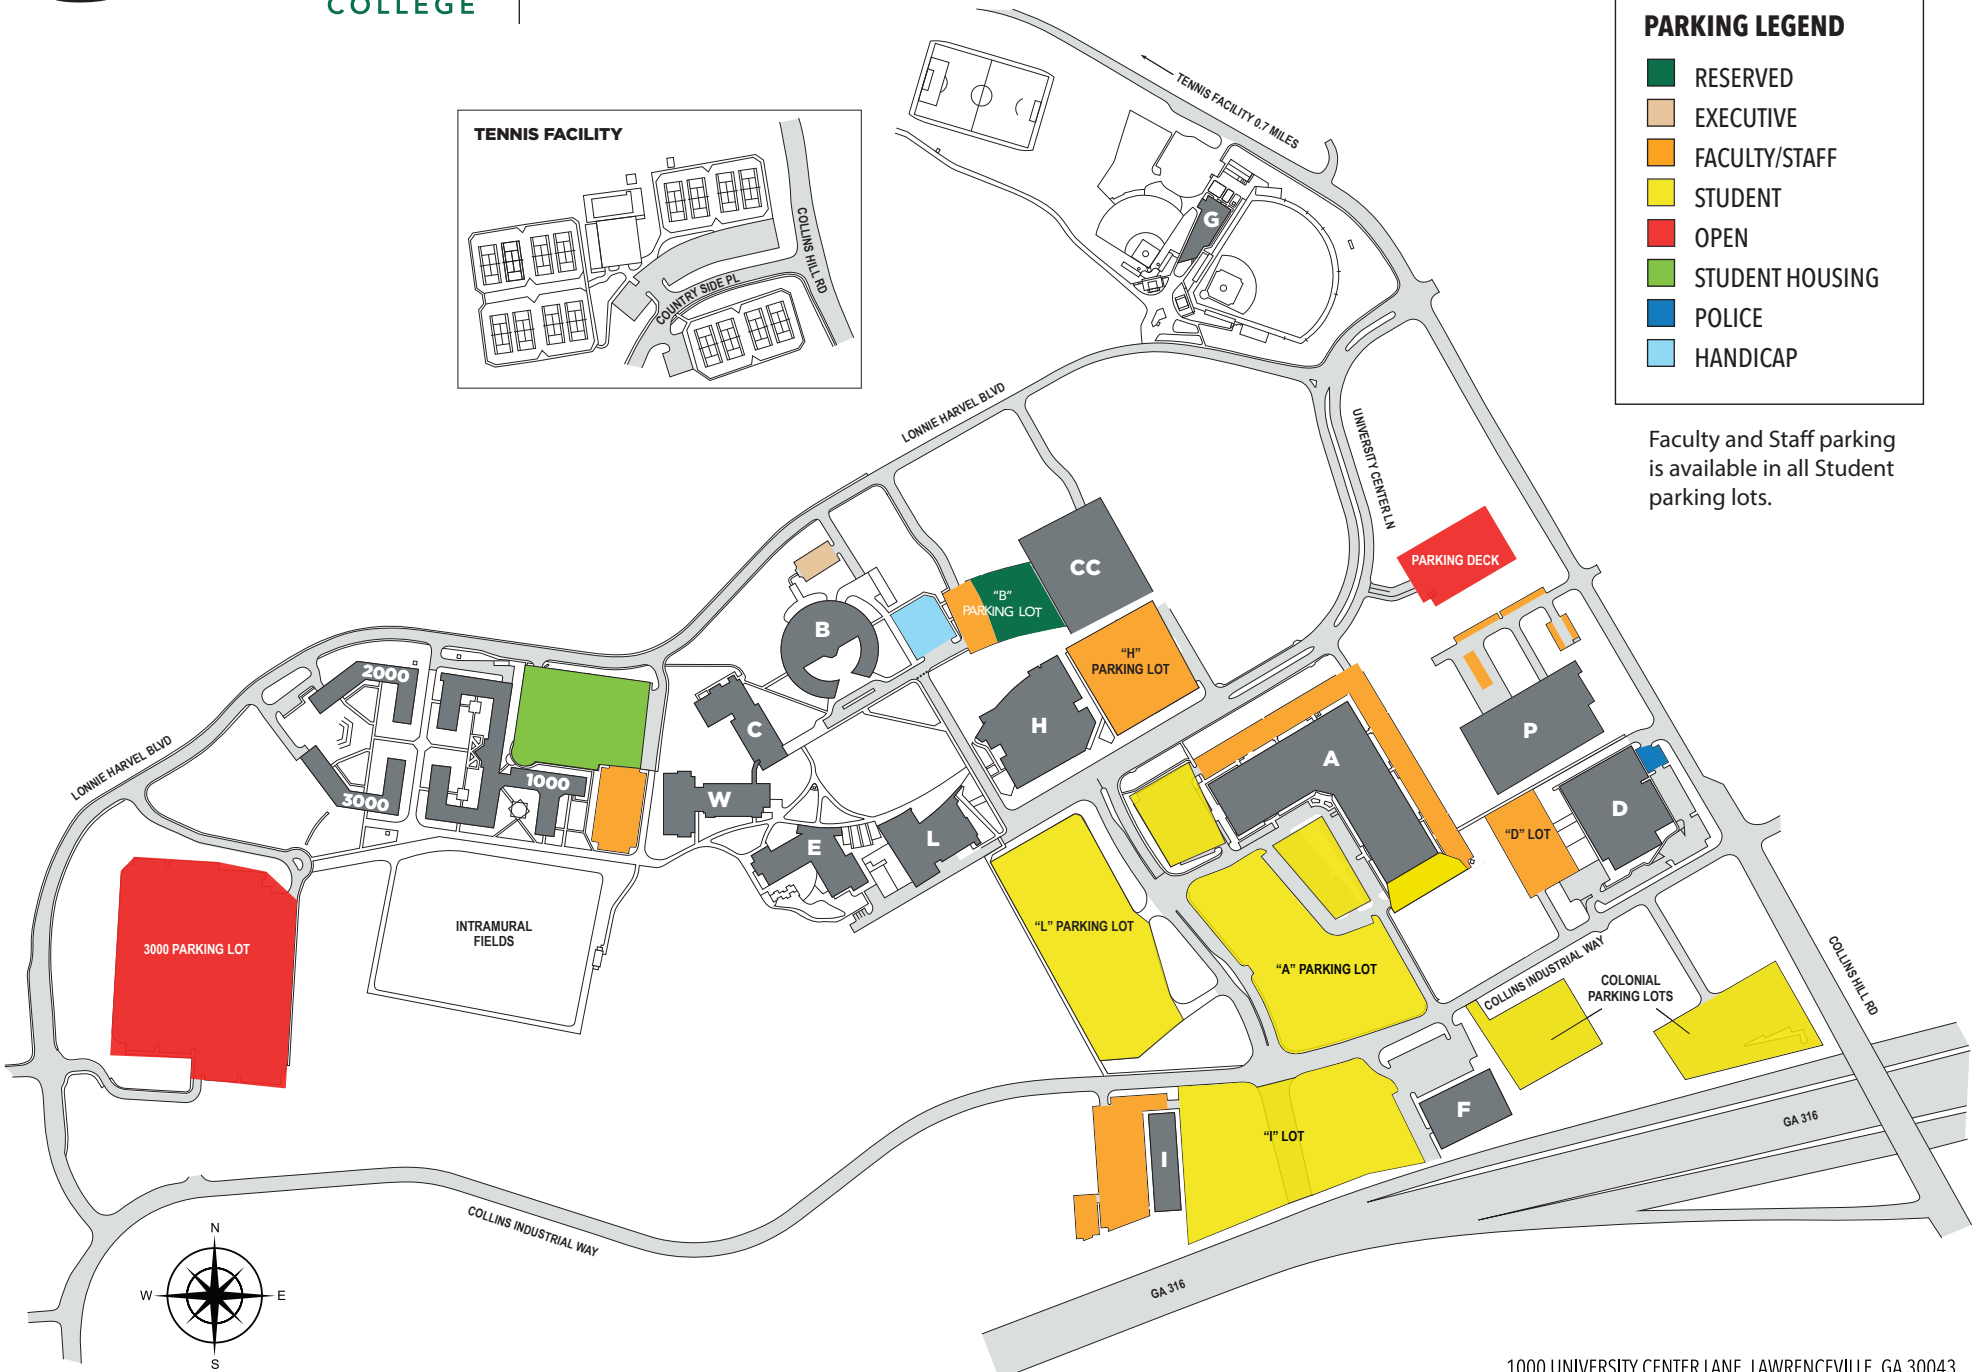 COLLEGE
PARKING LEGEND
RESERVED
EXECUTIVE
FACULTY/STAFF
STUDENT
OPEN
STUDENT HOUSING
POLICE
HANDICAP
Faculty and Staff parking
is available in all Student
parking lots.
TENNIS FACILITY
COLLINS HILL RD
COUNTRY SIDE PL
TENNIS FACILITY 0.7 MILES
G
LONNIE HARVEL BLVD
UNIVERSITY CENTER LN
PARKING DECK
CC
"B"
PARKING LOT
B
"H"
PARKING LOT
2000
C
H
P
A
1000
3000
W
LONNIE HARVEL BLVD
D
"D" LOT
E
L
INTRAMURAL
FIELDS
"L" PARKING LOT
3000 PARKING LOT
"A" PARKING LOT
COLLINS INDUSTRIAL WAY
COLONIAL
PARKING LOTS
COLLINS HILL RD
F
"I" LOT
I
GA 316
COLLINS INDUSTRIAL WAY
GA 316
N
W
E
S
1000 UNIVERSITY CENTER LANE, LAWRENCEVILLE, GA 30043